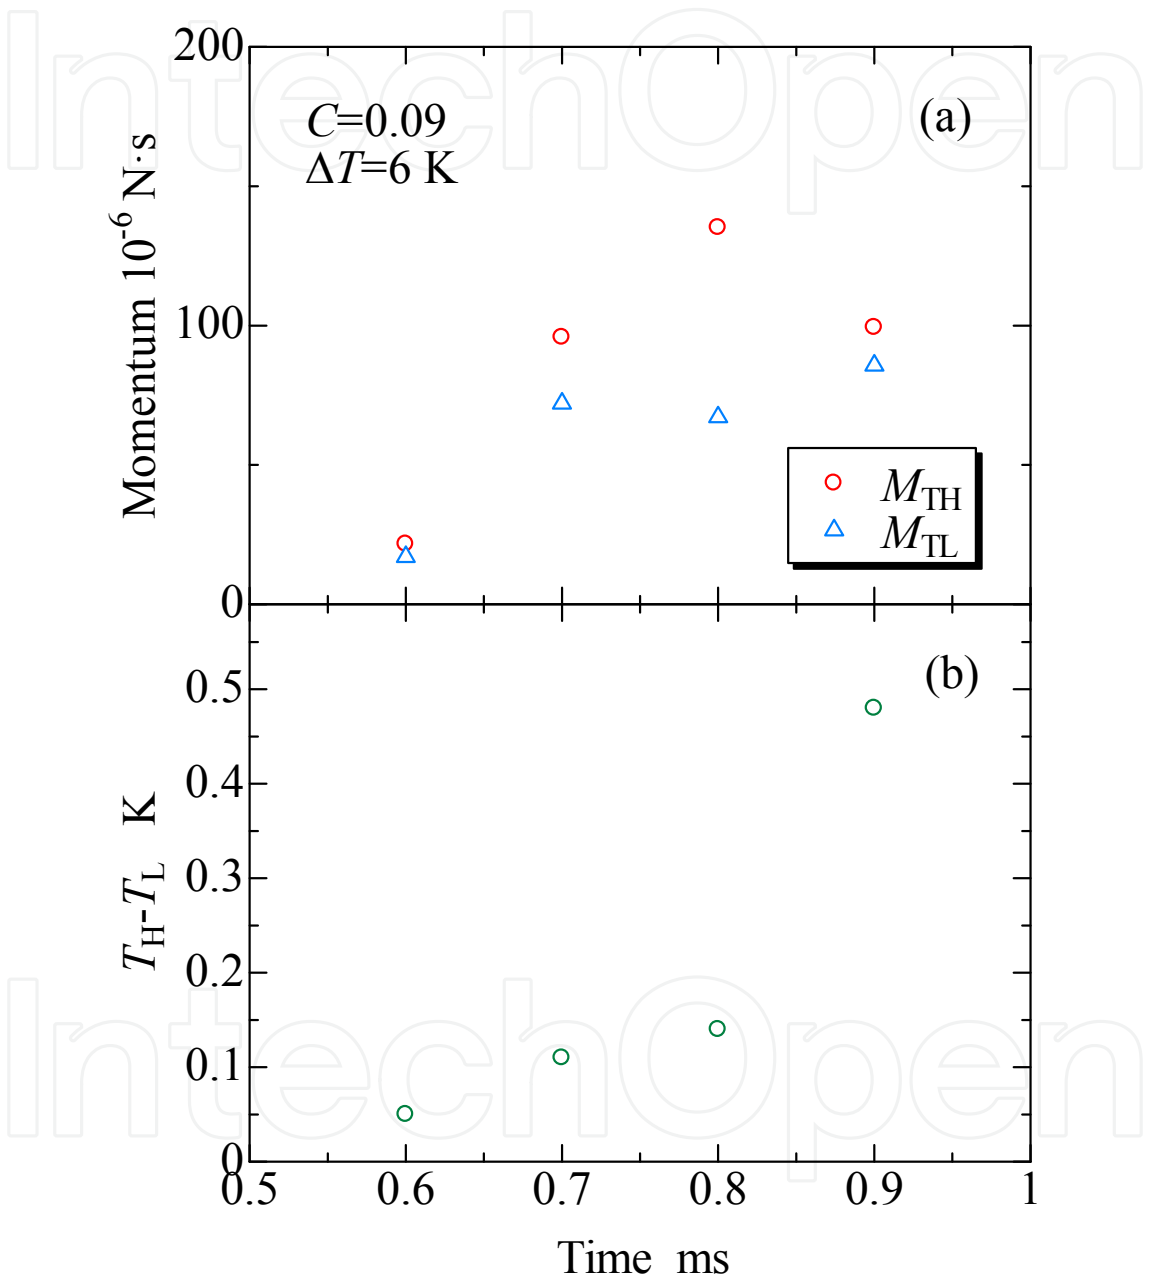 IntechOpen
200
C=0.09
ΔT=6 K
(a)
Momentum 10⁻⁶ N·s
100
M_TH
M_TL
0
(b)
0.5
0.4
T_H-T_L K
0.3
0.2
IntechOpen
0.1
0
0.5 0.6 0.7 0.8 0.9 1
Time ms